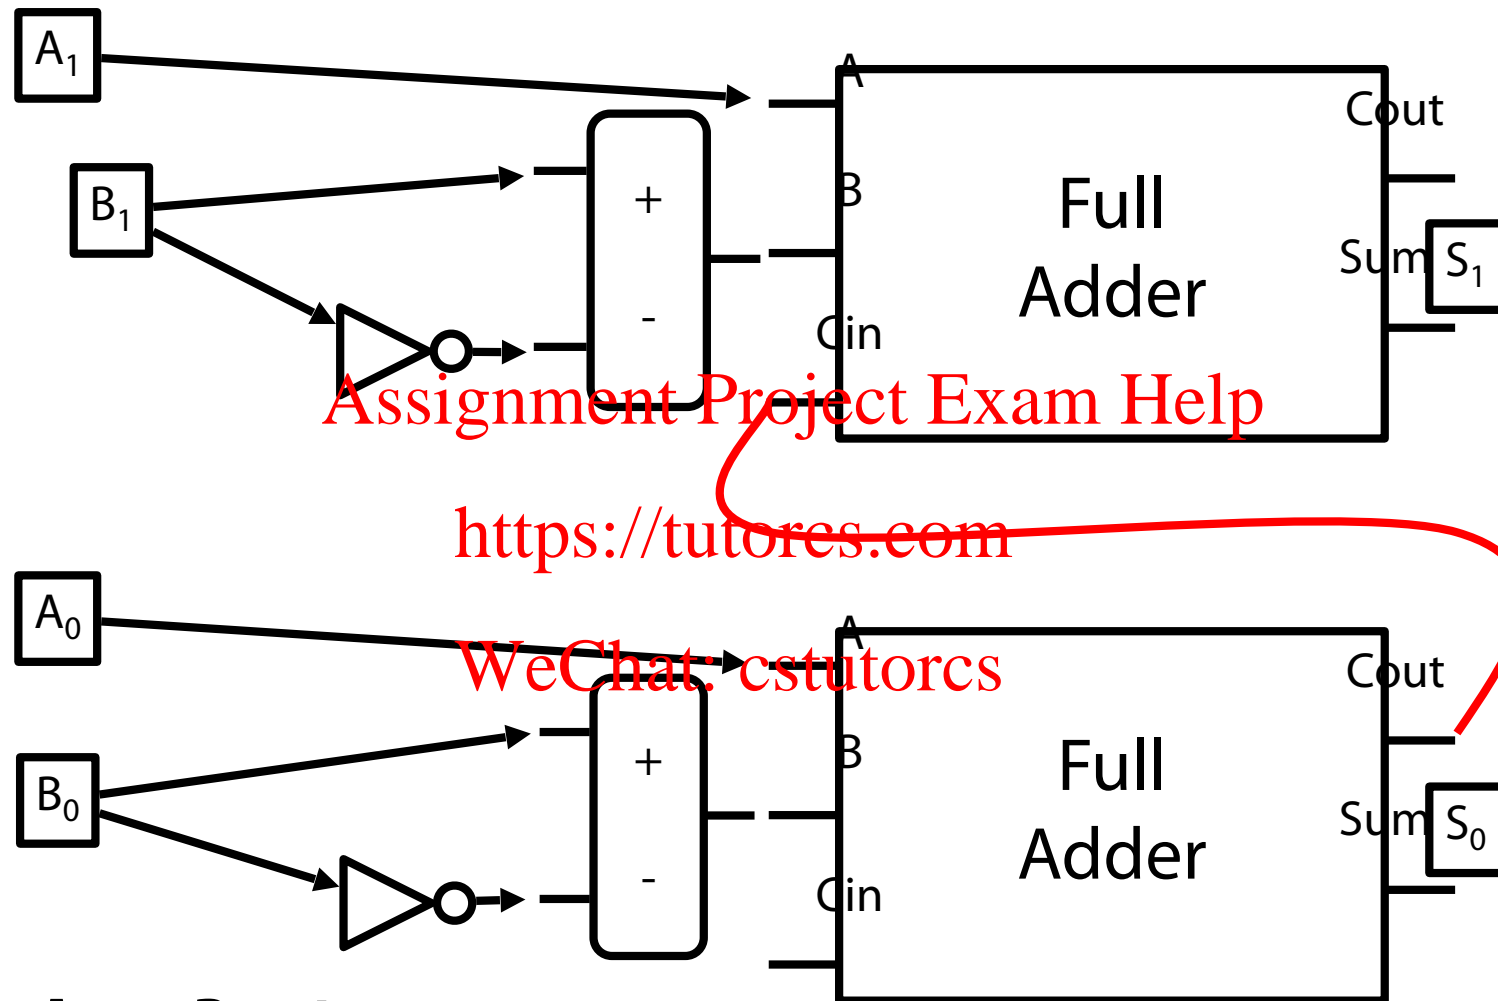 A1
A
Cout
B1
+
B
Full
Adder
Sum
S1
-
Cin
Assignment Project Exam Help
https://tutorcs.com
A0
A
WeChat: cstutorcs
Cout
B0
+
B
Full
Adder
Sum
S0
-
Cin